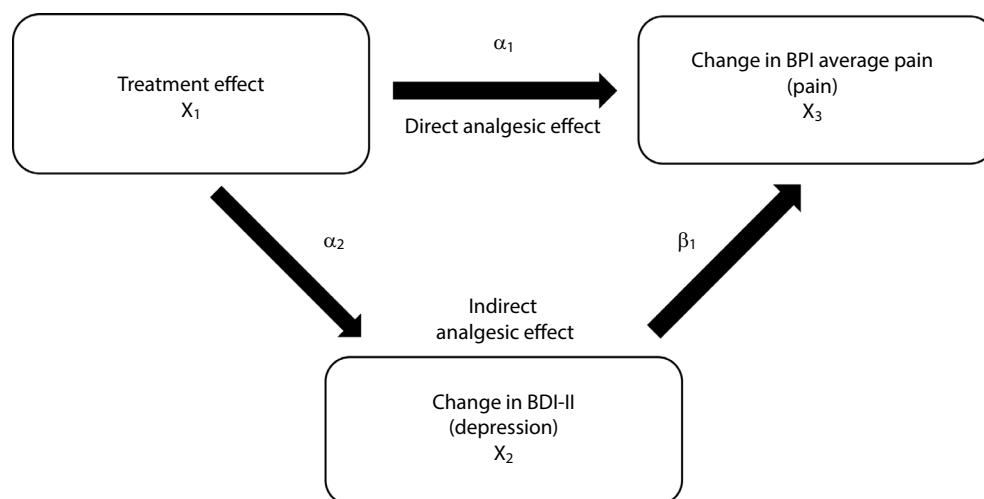 Treatment effect
X₁
α₁
Direct analgesic effect
Change in BPI average pain
(pain)
X₃
α₂
β₁
Indirect
analgesic effect
Change in BDI-II
(depression)
X₂